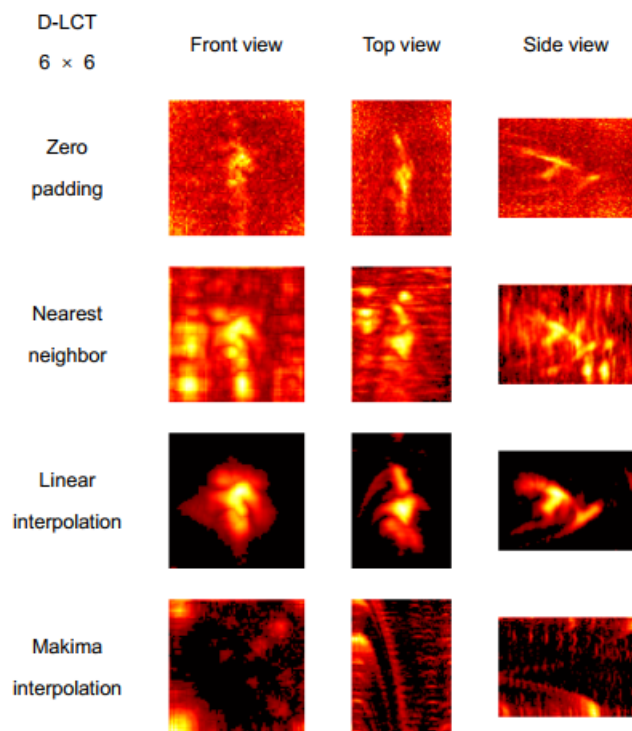 D-LCT
6 × 6
Front view
Top view
Side view
Zero
padding
Nearest
neighbor
Linear
interpolation
Makima
interpolation